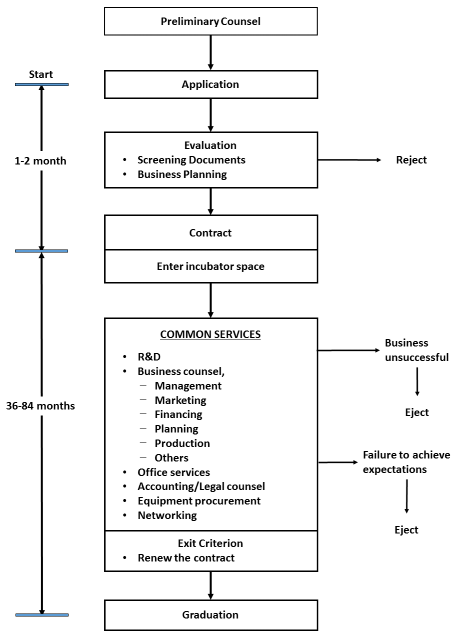 Preliminary Counsel
Start
Application
1-2 month
Evaluation
• Screening Documents
• Business Planning
Reject
Contract
Enter incubator space
36-84 months
COMMON SERVICES
• R&D
• Business counsel,
– Management
– Marketing
– Financing
– Planning
– Production
– Others
• Office services
• Accounting/Legal counsel
• Equipment procurement
• Networking
Business
unsuccessful
Eject
Failure to achieve
expectations
Eject
Exit Criterion
• Renew the contract
Graduation